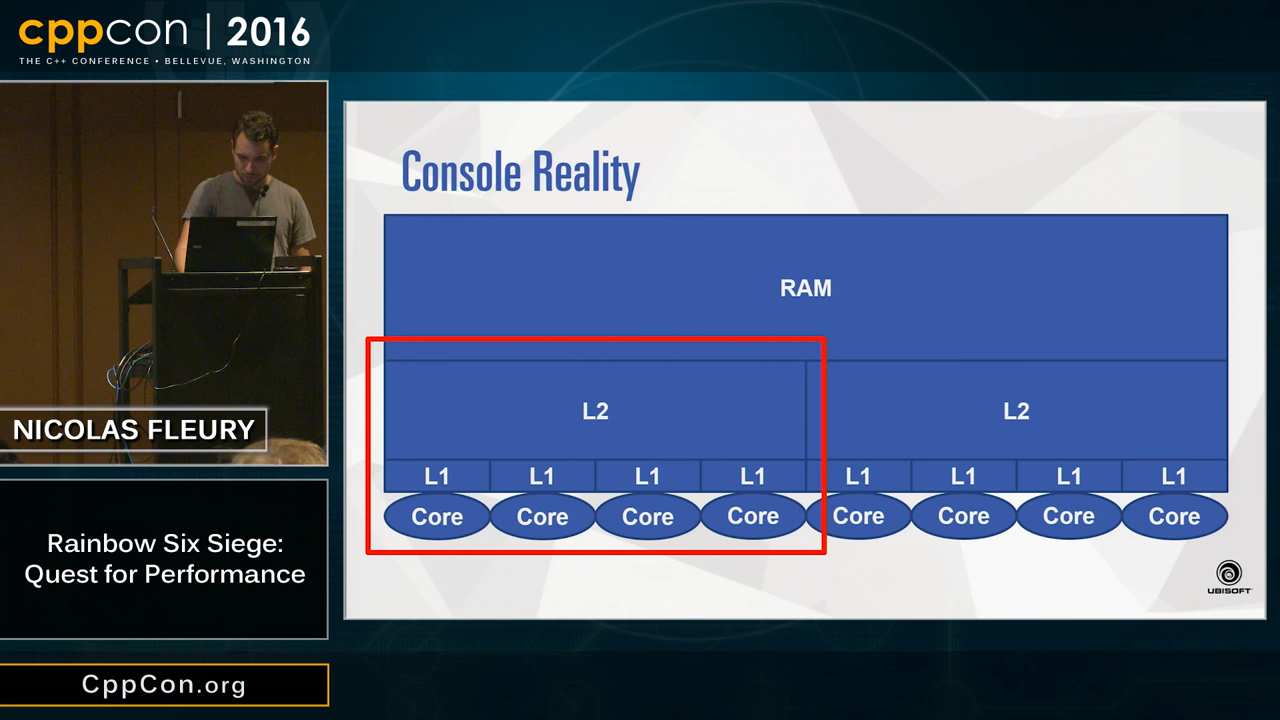 cppcon | 2016
THE C++ CONFERENCE • BELLEVUE, WASHINGTON
NICOLAS FLEURY
Rainbow Six Siege:
Quest for Performance
CppCon.org
Console Reality
RAM
L2 L2
L1 L1 L1 L1 L1 L1 L1 L1
Core Core Core Core Core Core Core Core
UBISOFT